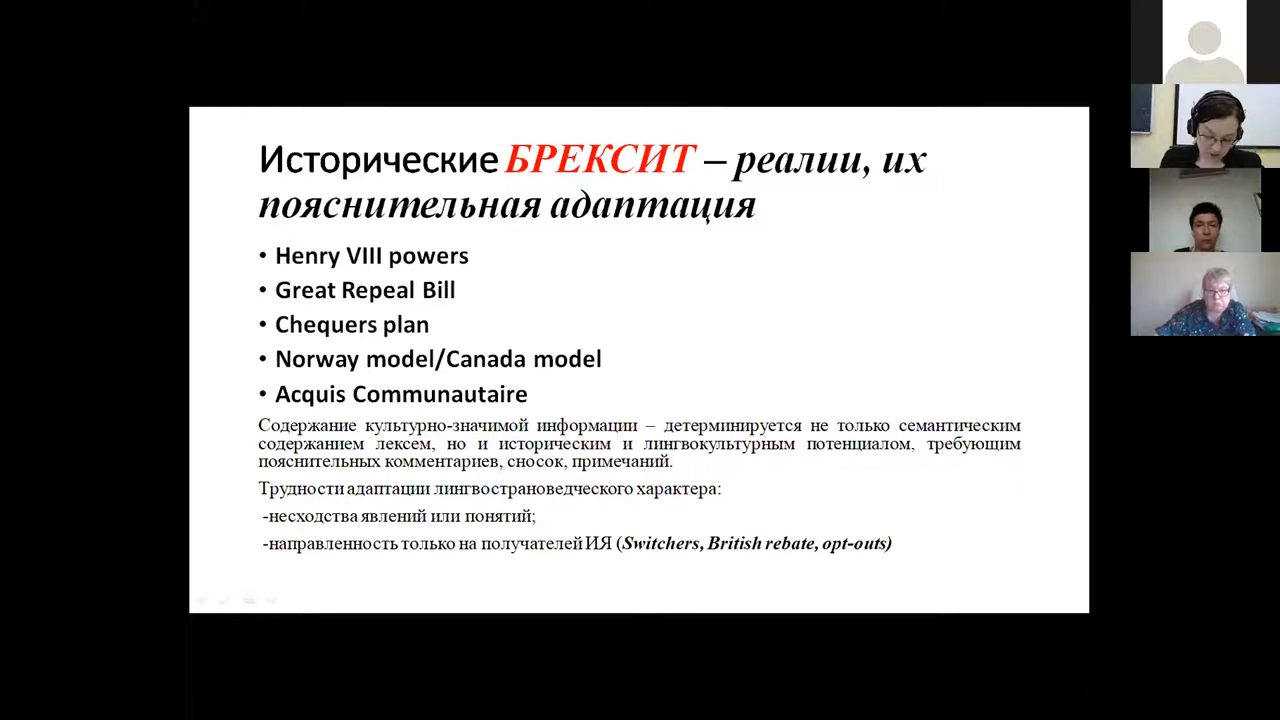 Исторические БРЕКСИТ – реалии, их
пояснительная адаптация
• Henry VIII powers
• Great Repeal Bill
• Chequers plan
• Norway model/Canada model
• Acquis Communautaire
Содержание культурно-значимой информации – детерминируется не только семантическим
содержанием лексем, но и историческим и лингвокультурным потенциалом, требующим
пояснительных комментариев, сносок, примечаний.
Трудности адаптации лингвострановедческого характера:
-несходства явлений или понятий;
-направленность только на получателей ИЯ (Switchers, British rebate, opt-outs)